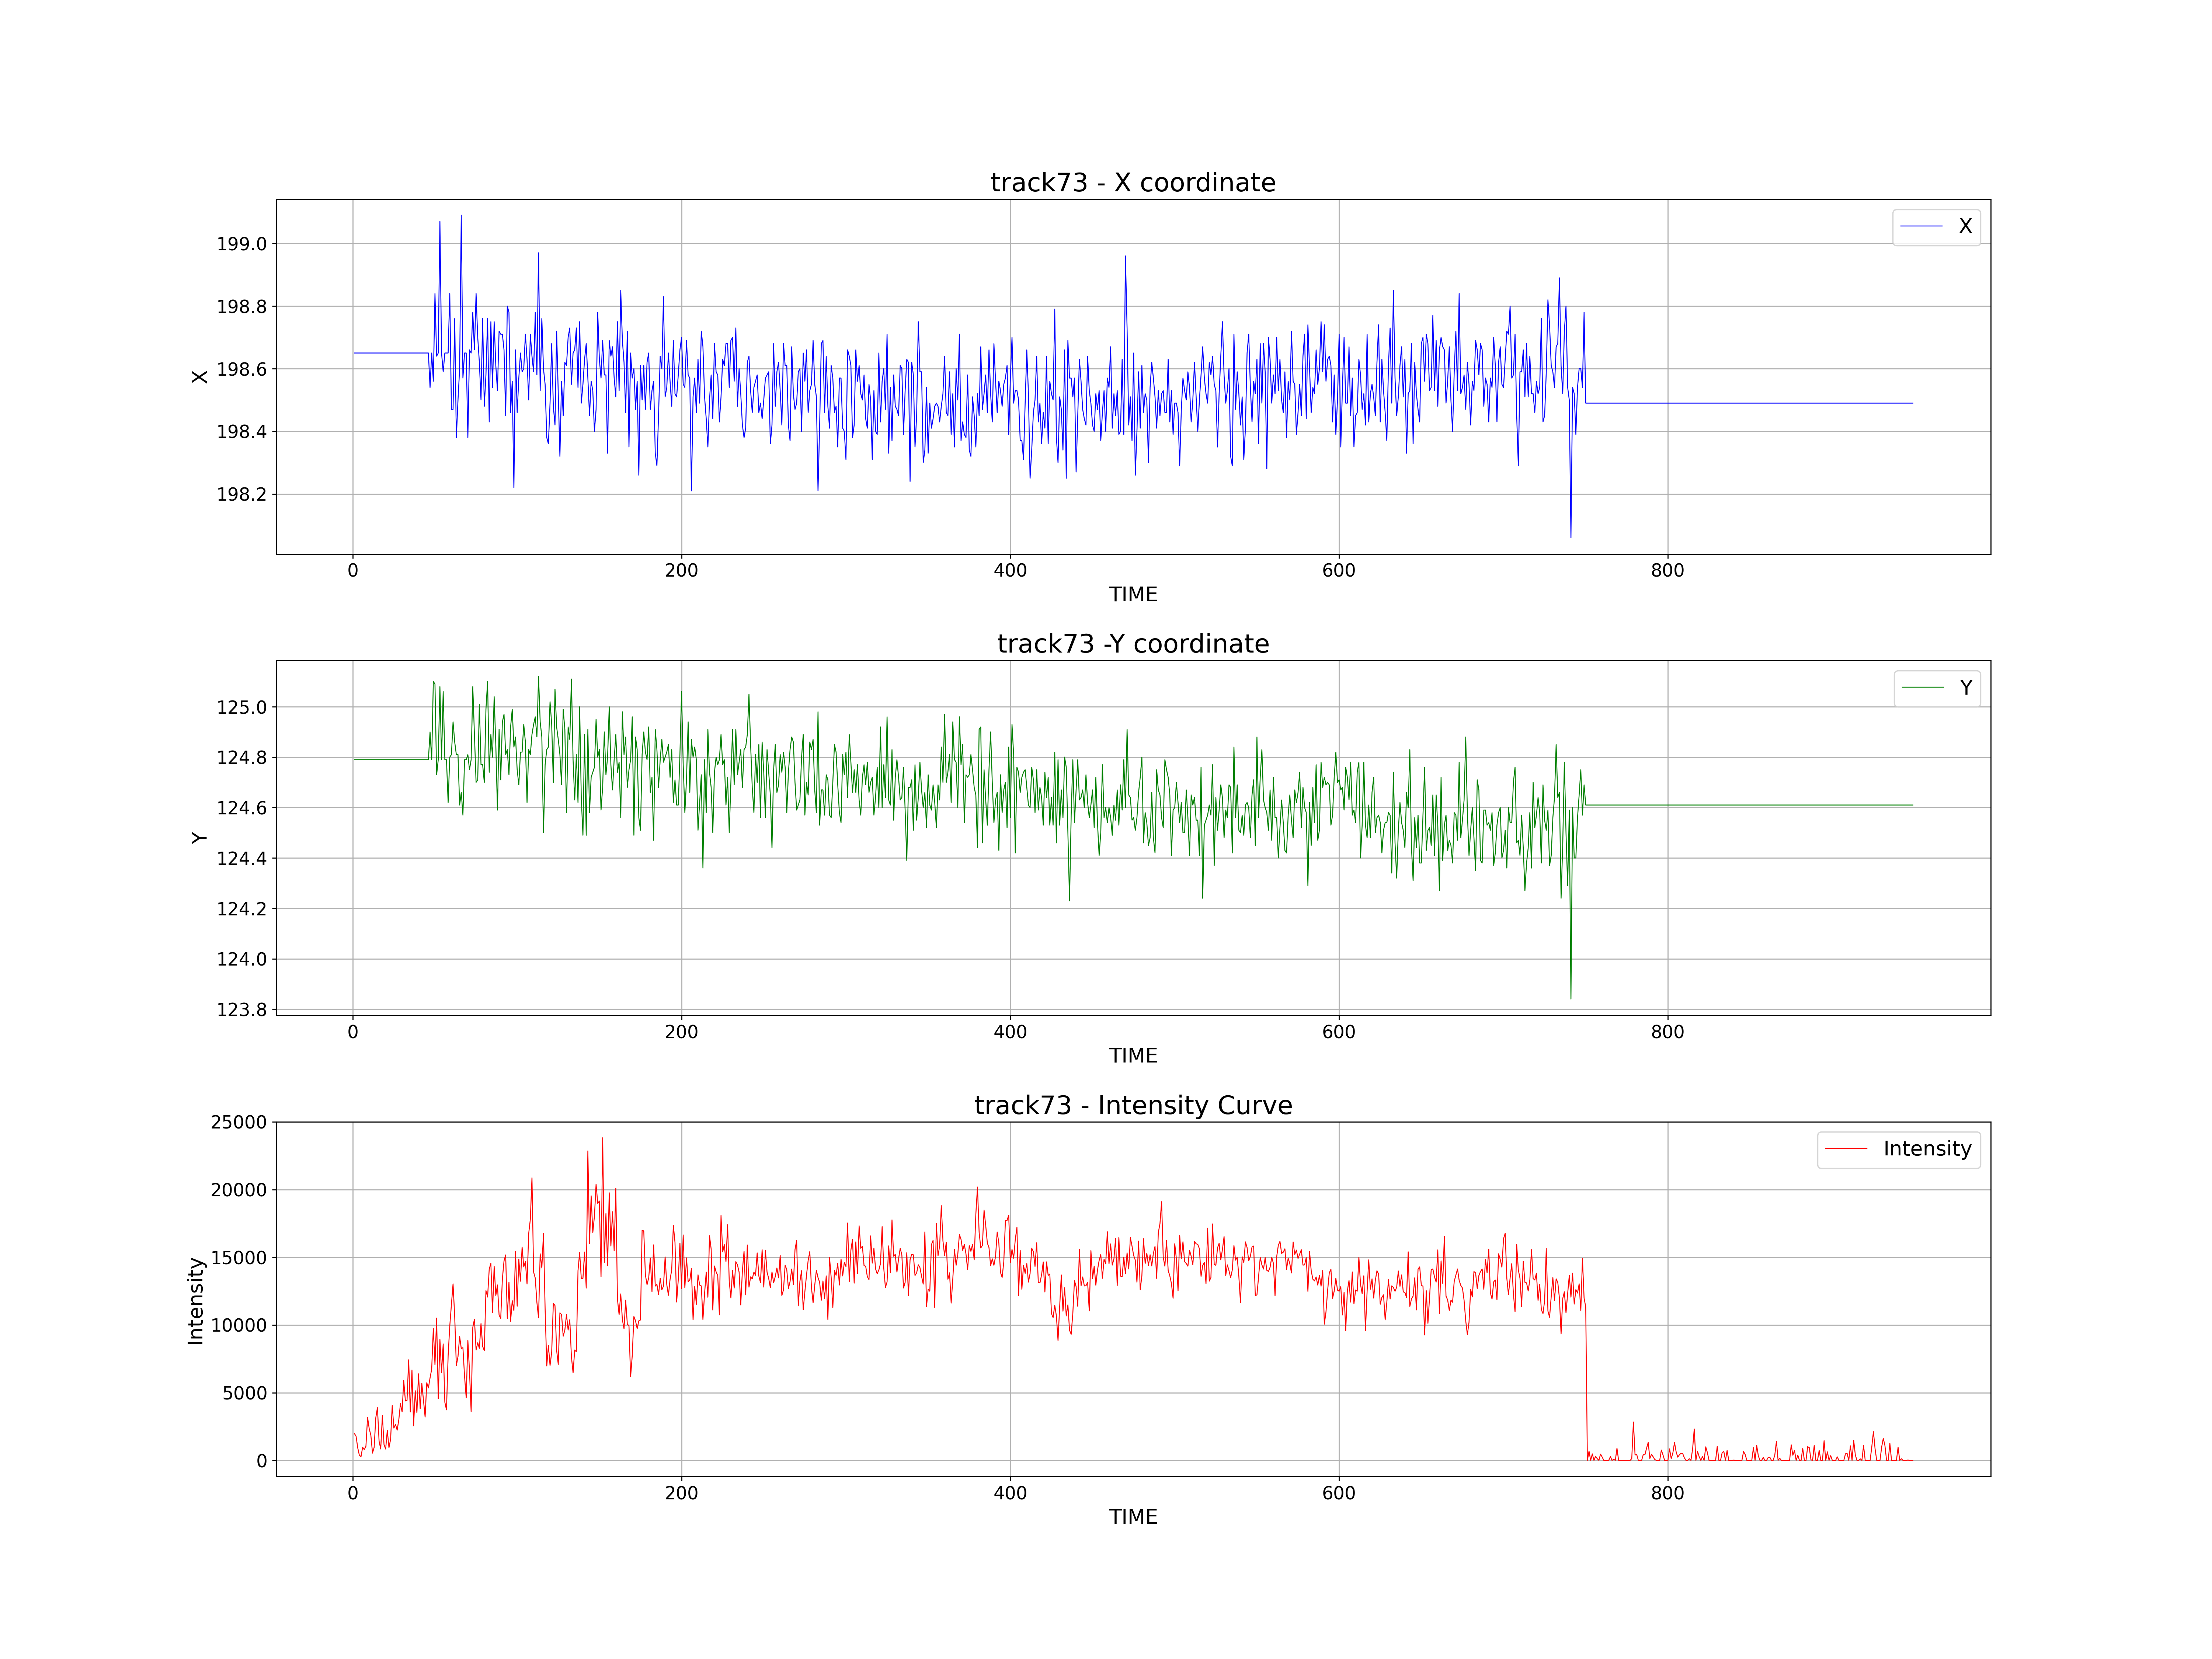 track73 - X coordinate
X
199.0
198.8
198.6
198.4
198.2
X
0 200 400 600 800
TIME
track73 -Y coordinate
Y
125.0
124.8
124.6
124.4
124.2
124.0
123.8
Y
0 200 400 600 800
TIME
track73 - Intensity Curve
Intensity
25000
20000
15000
10000
5000
0
Intensity
0 200 400 600 800
TIME